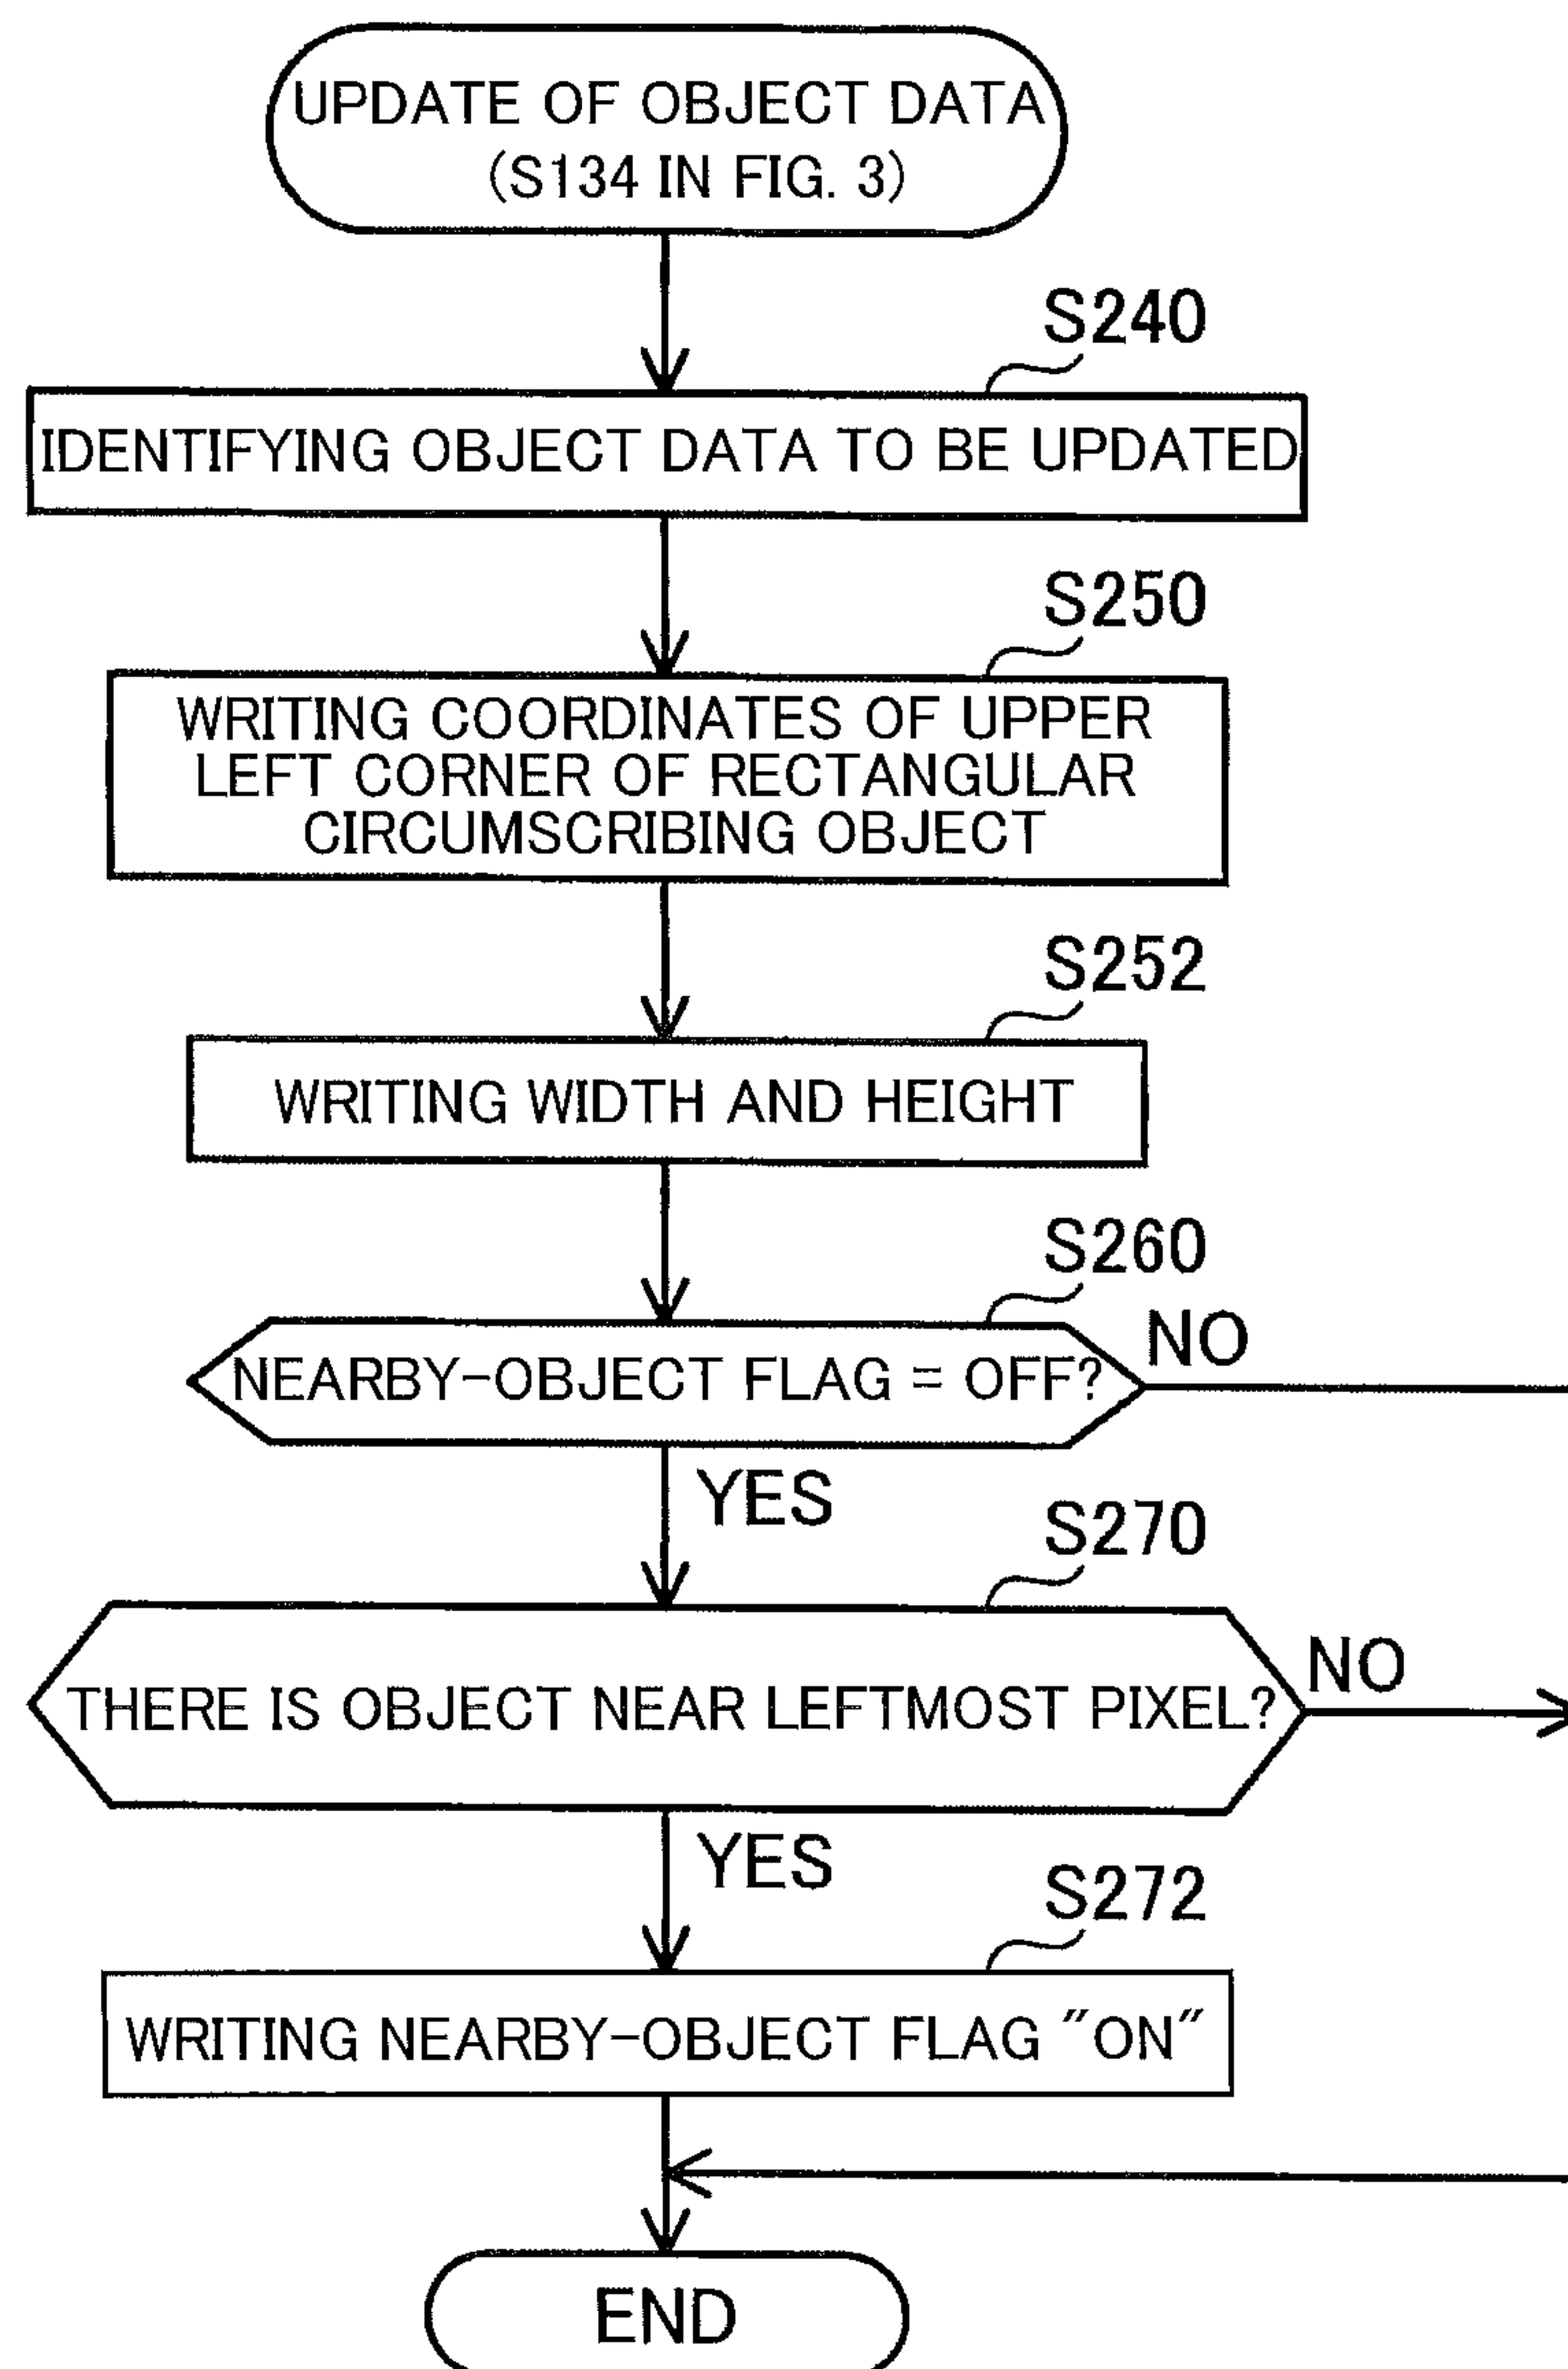 UPDATE OF OBJECT DATA
(S134 IN FIG. 3)
S240
IDENTIFYING OBJECT DATA TO BE UPDATED
S250
WRITING COORDINATES OF UPPER
LEFT CORNER OF RECTANGULAR
CIRCUMSCRIBING OBJECT
S252
WRITING WIDTH AND HEIGHT
S260
NEARBY-OBJECT FLAG = OFF?
NO
YES
S270
THERE IS OBJECT NEAR LEFTMOST PIXEL?
NO
YES
S272
WRITING NEARBY-OBJECT FLAG "ON"
END